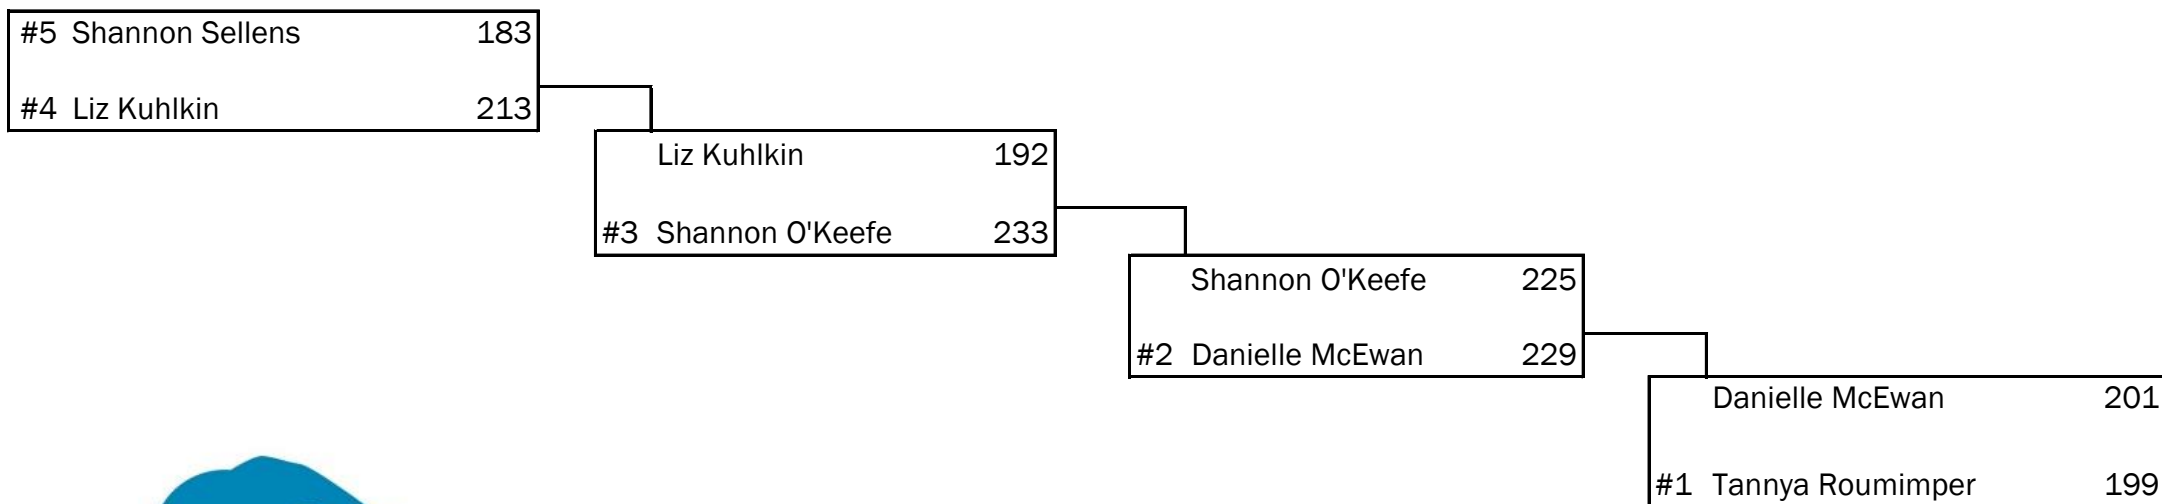 #5 Shannon Sellens 183
#4 Liz Kuhlkin 213
Liz Kuhlkin 192
#3 Shannon O'Keefe 233
Shannon O'Keefe 225
#2 Danielle McEwan 229
Danielle McEwan 201
#1 Tannya Roumimper 199